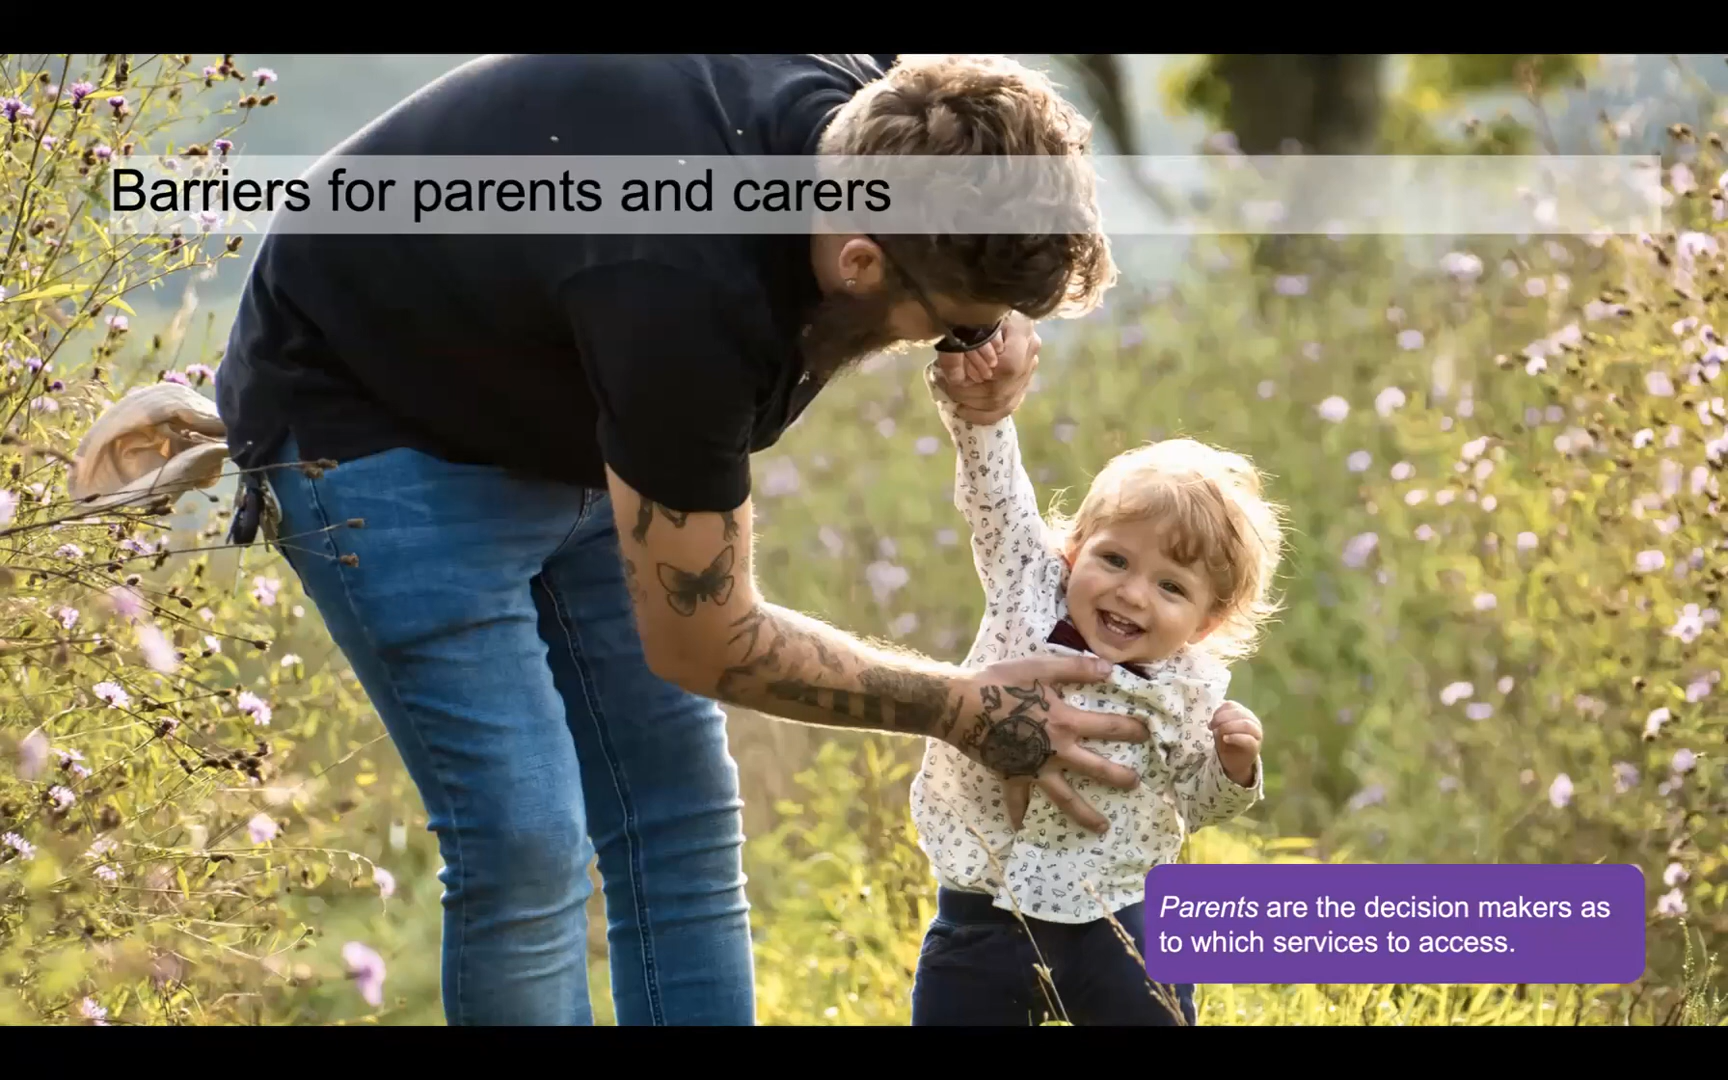 Barriers for parents and carers
Parents are the decision makers as
to which services to access.